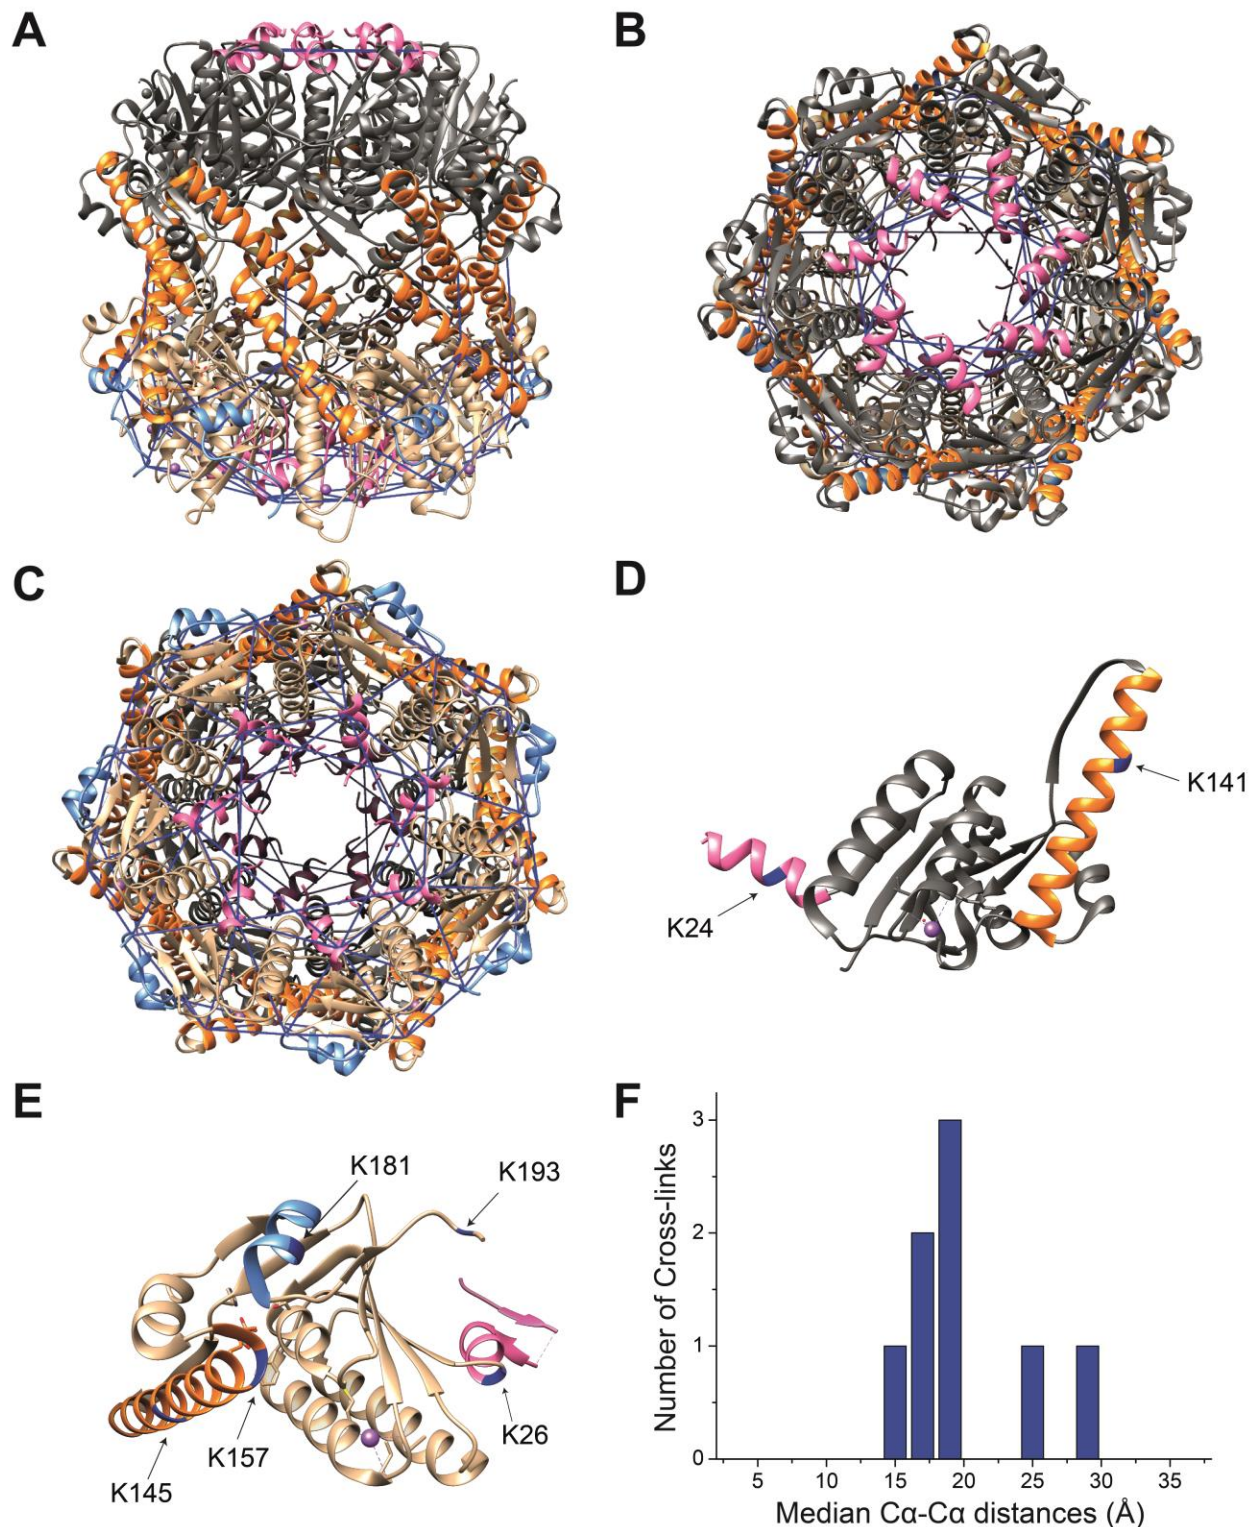 A
B
C
D
K141
K24
E
F
K181
K193
K26
K157
K145
Number of Cross-links
3
2
1
0
5 10 15 20 25 30 35
Median Cα-Cα distances (Å)